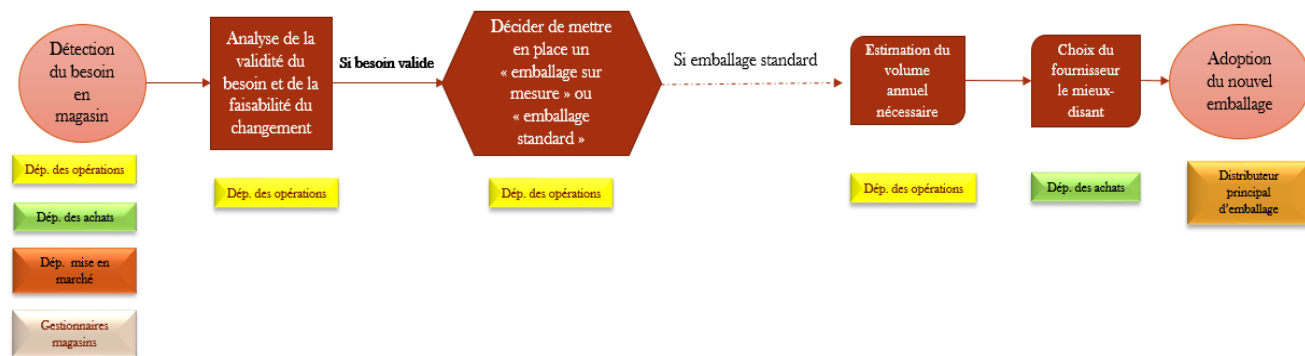 Détection
du besoin
en
magasin
Analyse de la
validité du
besoin et de la
faisabilité du
changement
Si besoin valide
Décider de mettre
en place un
« emballage sur
mesure » ou
« emballage
standard »
Si emballage standard
Estimation du
volume
annuel
nécessaire
Choix du
fournisseur
le mieux-
disant
Adoption
du nouvel
emballage
Dép. des opérations
Dép. des achats
Dép. mise en
marché
Gestionnaires
magasins
Dép. des opérations
Dép. des opérations
Dép. des opérations
Dép. des achats
Distributeur
principal
d'emballage